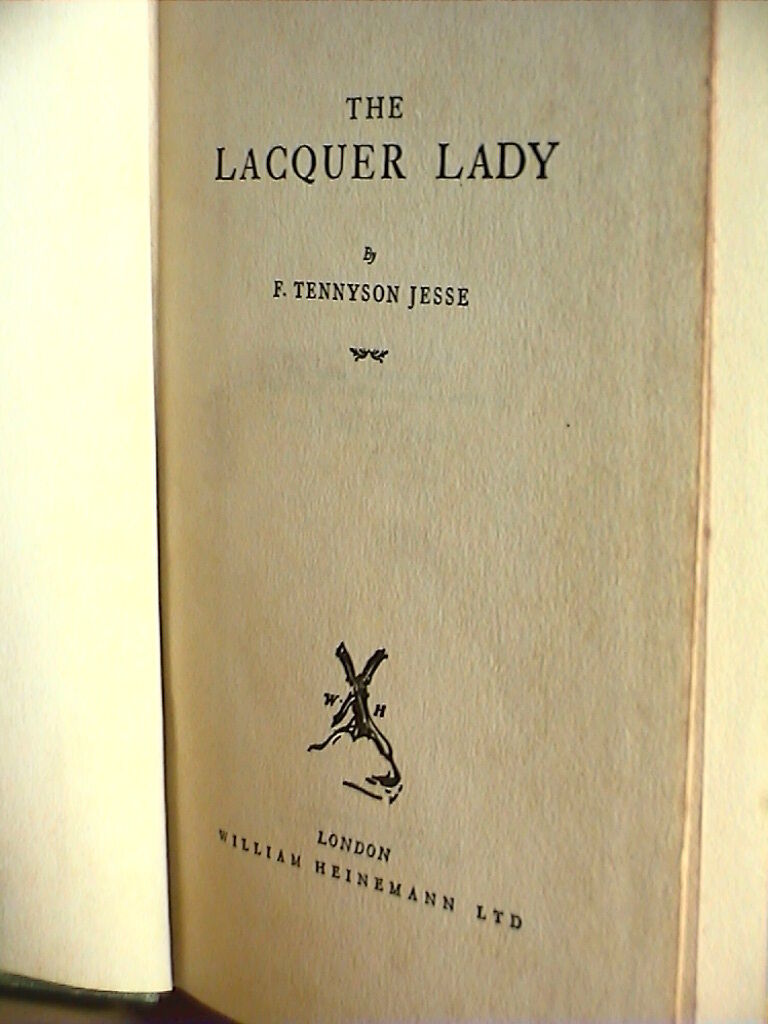 THE
LACQUER LADY
By
F. TENNYSON JESSE
W H
LONDON
WILLIAM HEINEMANN LTD